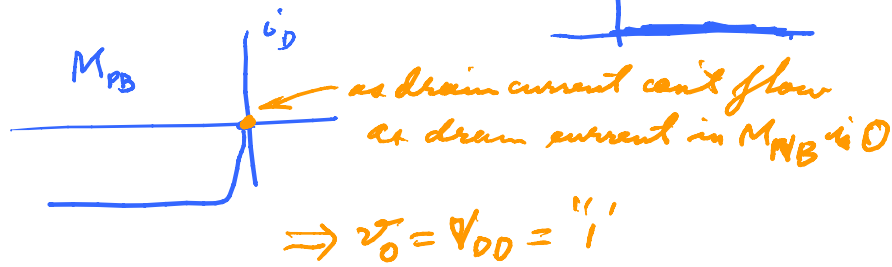 i_D
M_PB
as drain current can't flow
as drain current in M_NB is 0
⇒ v_o = V_DD = "1"